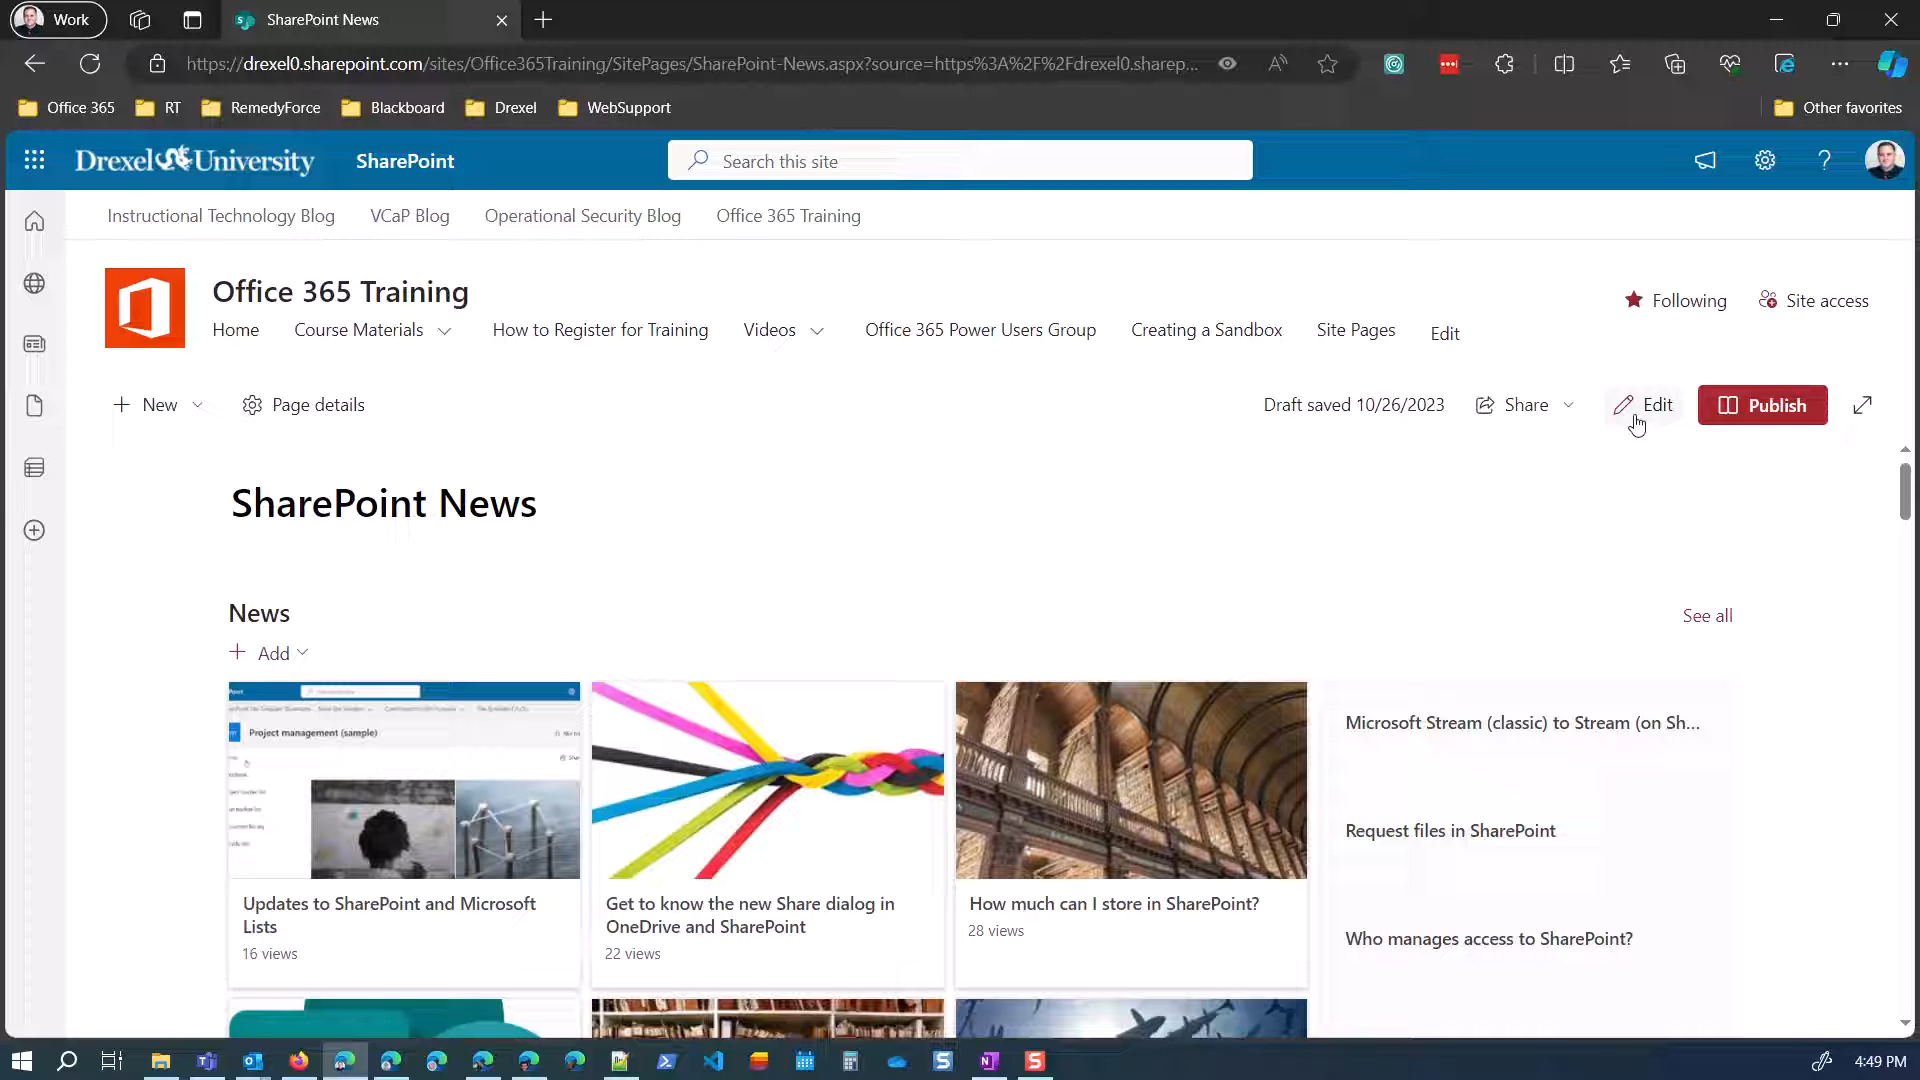 Work
SharePoint News
https://drexel0.sharepoint.com/sites/Office365Training/SitePages/SharePoint-News.aspx?source=https%3A%2F%2Fdrexel0.sharep...
Office 365
RT
RemedyForce
Blackboard
Drexel
WebSupport
Other favorites
Drexel University
SharePoint
Search this site
Instructional Technology Blog
VCaP Blog
Operational Security Blog
Office 365 Training
Office 365 Training
Following
Site access
Home
Course Materials
How to Register for Training
Videos
Office 365 Power Users Group
Creating a Sandbox
Site Pages
Edit
New
Page details
Draft saved 10/26/2023
Share
Edit
Publish
SharePoint News
News
See all
Add
Project management (sample)
Updates to SharePoint and Microsoft
Lists
16 views
Get to know the new Share dialog in
OneDrive and SharePoint
22 views
How much can I store in SharePoint?
28 views
Microsoft Stream (classic) to Stream (on Sh...
Request files in SharePoint
Who manages access to SharePoint?
4:49 PM